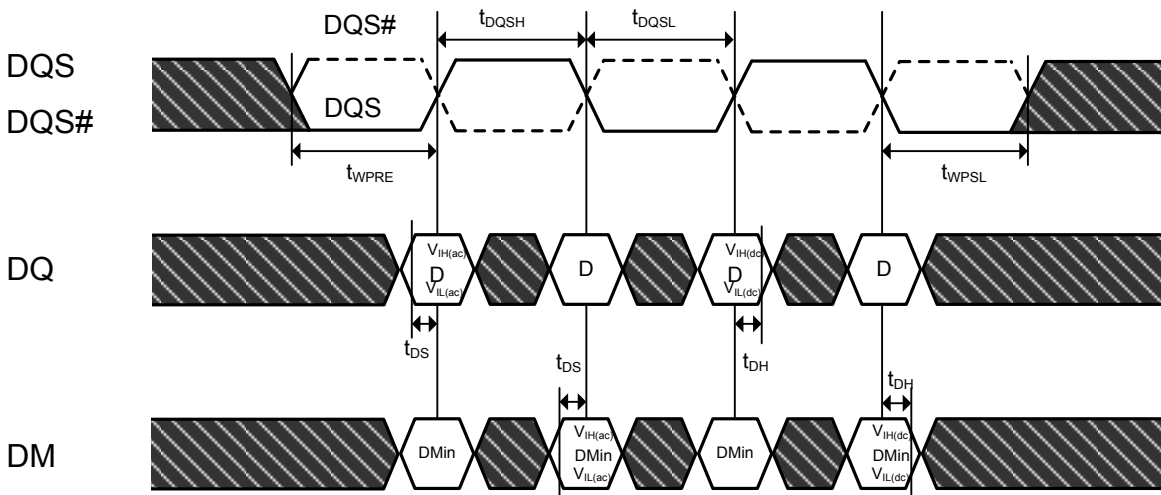 DQS#
tDQSH
tDQSL
DQS
DQS
DQS#
tWPRE
tWPSL
DQ
VIH(ac)
D
VIL(ac)
D
VIH(dc)
D
VIL(dc)
D
tDS
tDS
tDH
tDH
DM
DMin
VIH(ac)
DMin
VIL(ac)
DMin
VIH(dc)
DMin
VIL(dc)